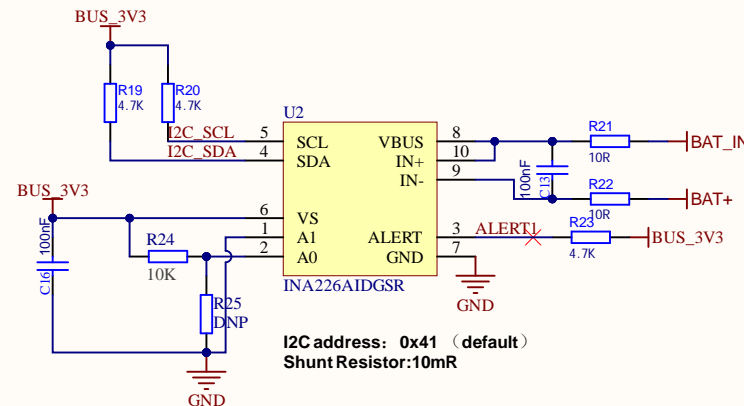 BUS_3V3
R19
4.7K
R20
4.7K
I2C_SCL
I2C_SDA
U2
5
4
SCL
SDA
VBUS
IN+
IN-
8
10
9
100nF
C13
R21
10R
BAT_IN
R22
10R
BAT+
BUS_3V3
100nF
C16
R24
10K
R25
DNP
6
1
2
VS
A1
A0
ALERT
GND
3
7
ALERT1
R23
4.7K
BUS_3V3
INA226AIDGSR
GND
GND
I2C address：0x41 （default）
Shunt Resistor:10mR